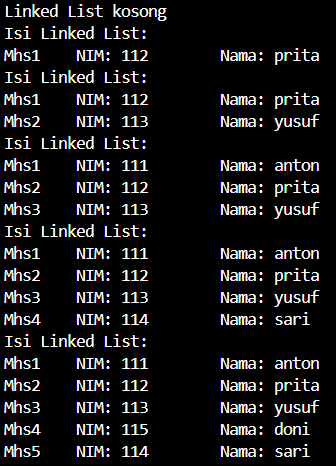 Linked List kosong
Isi Linked List:
Mhs1 NIM: 112 Nama: prita
Isi Linked List:
Mhs1 NIM: 112 Nama: prita
Mhs2 NIM: 113 Nama: yusuf
Isi Linked List:
Mhs1 NIM: 111 Nama: anton
Mhs2 NIM: 112 Nama: prita
Mhs3 NIM: 113 Nama: yusuf
Isi Linked List:
Mhs1 NIM: 111 Nama: anton
Mhs2 NIM: 112 Nama: prita
Mhs3 NIM: 113 Nama: yusuf
Mhs4 NIM: 114 Nama: sari
Isi Linked List:
Mhs1 NIM: 111 Nama: anton
Mhs2 NIM: 112 Nama: prita
Mhs3 NIM: 113 Nama: yusuf
Mhs4 NIM: 115 Nama: doni
Mhs5 NIM: 114 Nama: sari